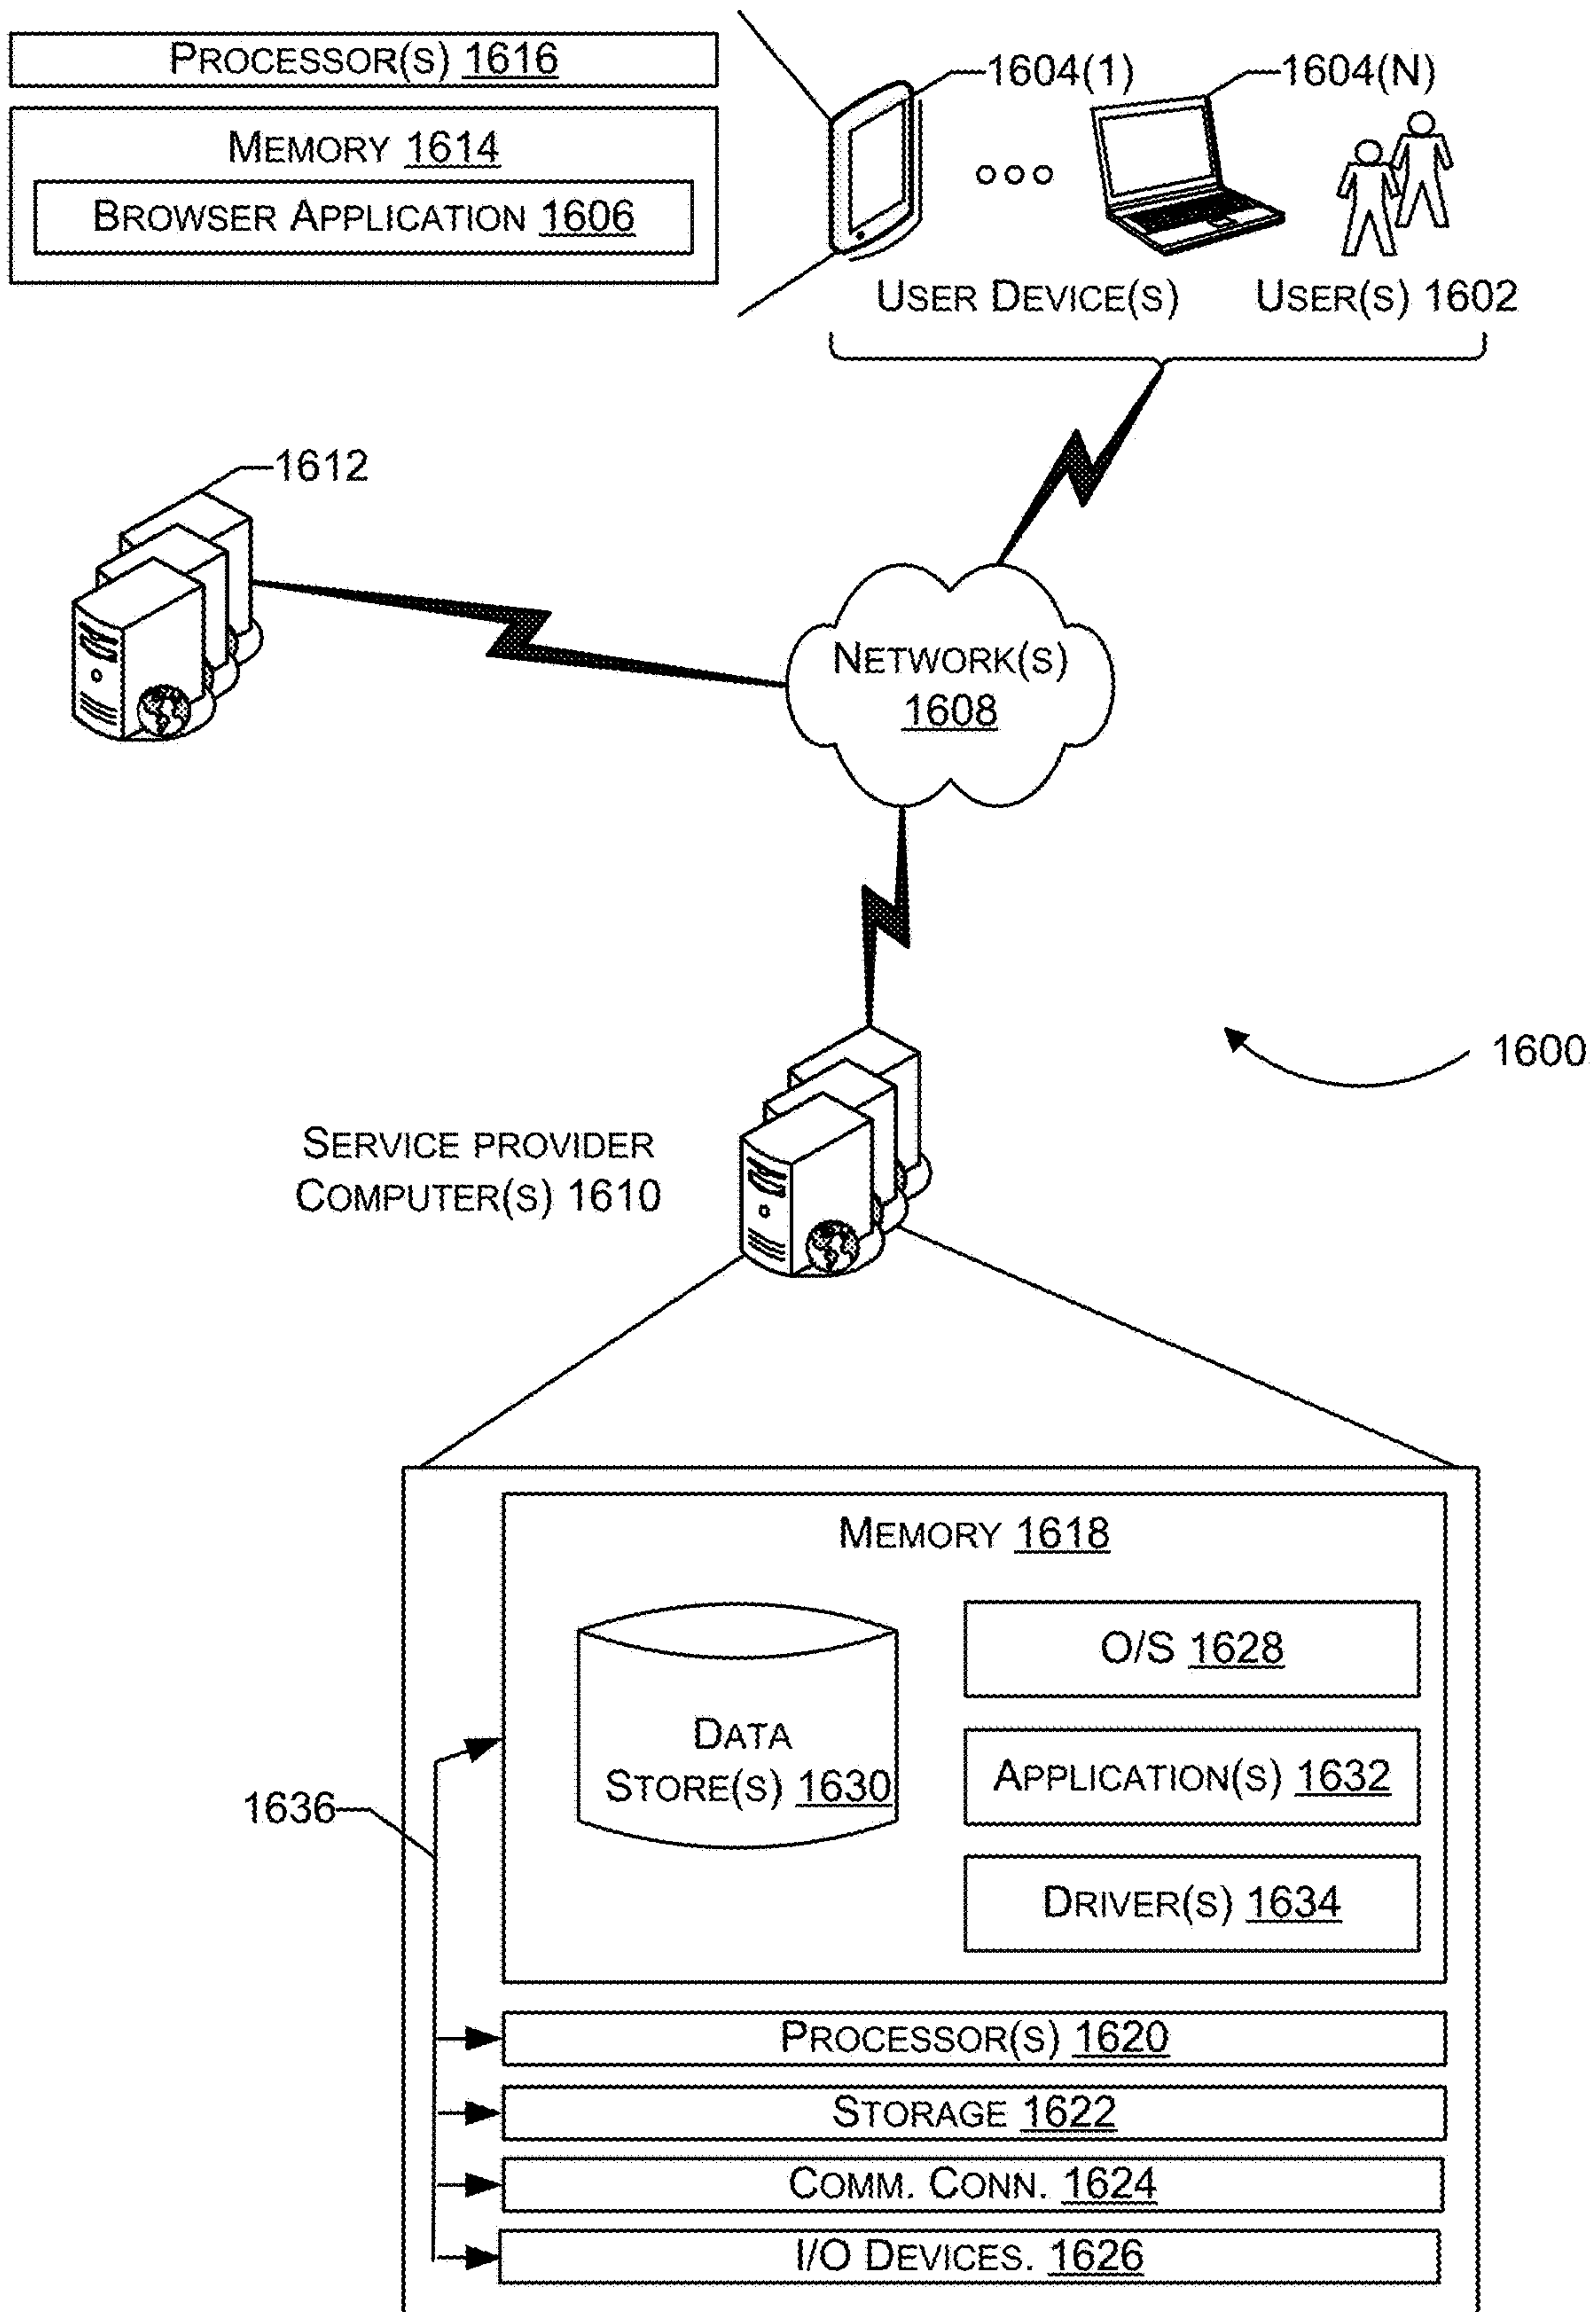 PROCESSOR(S) 1616
MEMORY 1614
BROWSER APPLICATION 1606
1604(1)
1604(N)
USER DEVICE(S)
USER(S) 1602
1612
NETWORK(S)
1608
1600
SERVICE PROVIDER
COMPUTER(S) 1610
MEMORY 1618
DATA
STORE(S) 1630
O/S 1628
APPLICATION(S) 1632
DRIVER(S) 1634
1636
PROCESSOR(S) 1620
STORAGE 1622
COMM. CONN. 1624
I/O DEVICES. 1626